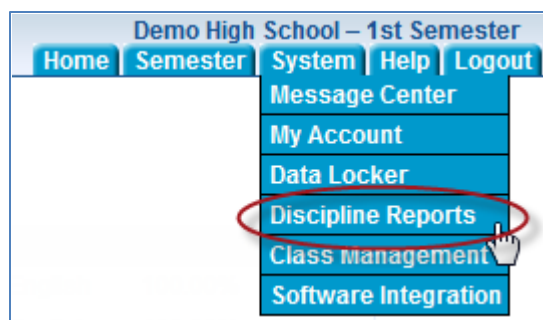 Demo High School – 1st Semester
Home Semester System Help Logout
Message Center
My Account
Data Locker
Discipline Reports
Class Management
Software Integration